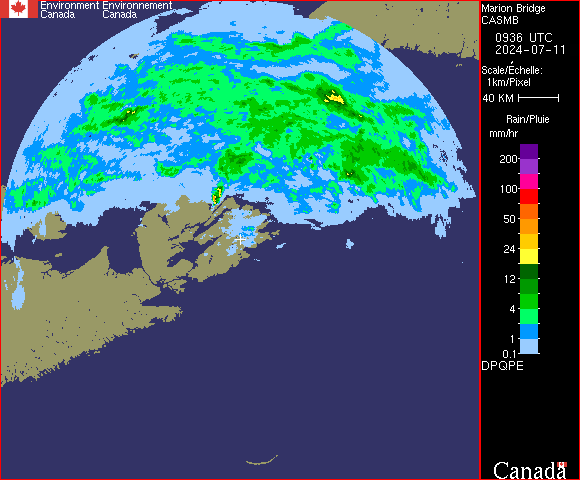 Environment Environnement
Canada Canada
Marion Bridge
CASMB
0936 UTC
2024-07-11
Scale/Échelle:
1km/Pixel
40 KM
Rain/Pluie
mm/hr
200
100
50
24
12
4
1
0.1
DPQPE
Canada